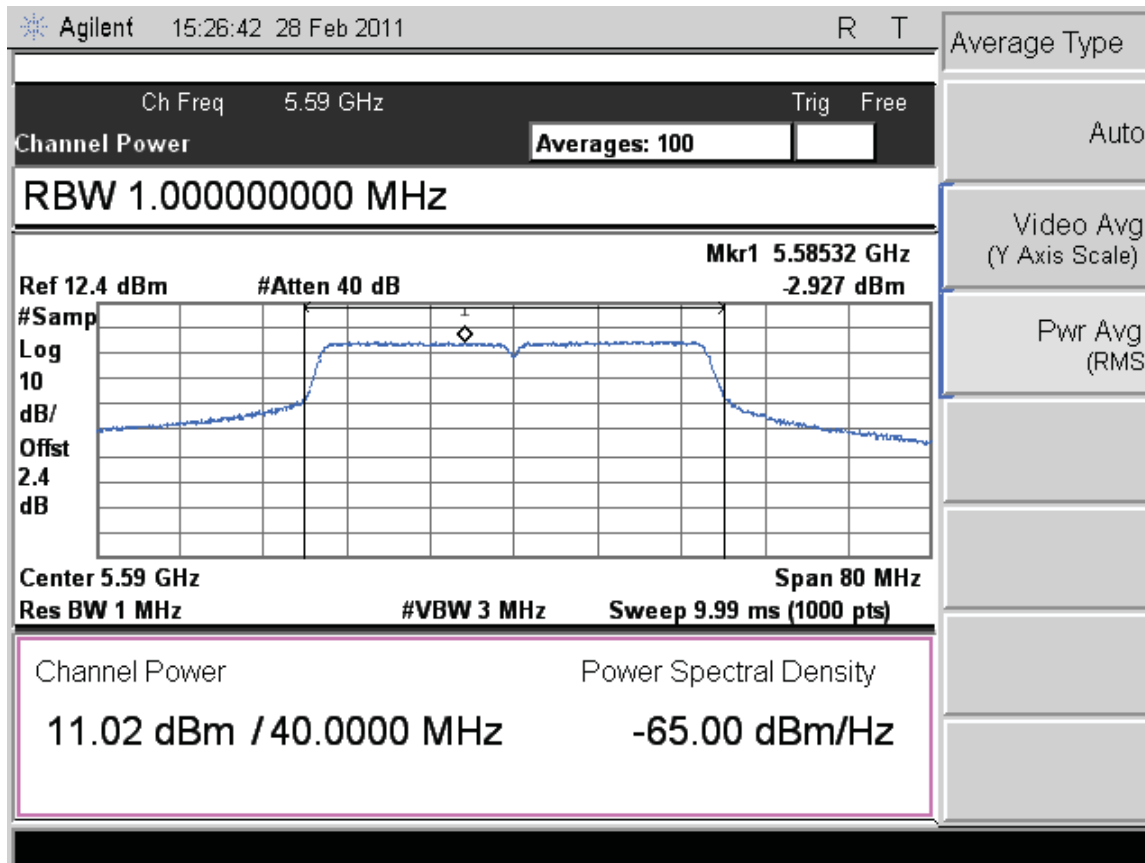 Agilent 15:26:42 28 Feb 2011 R T
Average Type
Ch Freq 5.59 GHz Trig Free
Channel Power Averages: 100
Auto
RBW 1.000000000 MHz
Video Avg
(Y Axis Scale)
Mkr1 5.58532 GHz
Ref 12.4 dBm #Atten 40 dB -2.927 dBm
#Samp
Log
10
dB/
Offst
2.4
dB
1
Pwr Avg
(RMS
Center 5.59 GHz Span 80 MHz
Res BW 1 MHz #VBW 3 MHz Sweep 9.99 ms (1000 pts)
Channel Power Power Spectral Density
11.02 dBm / 40.0000 MHz -65.00 dBm/Hz